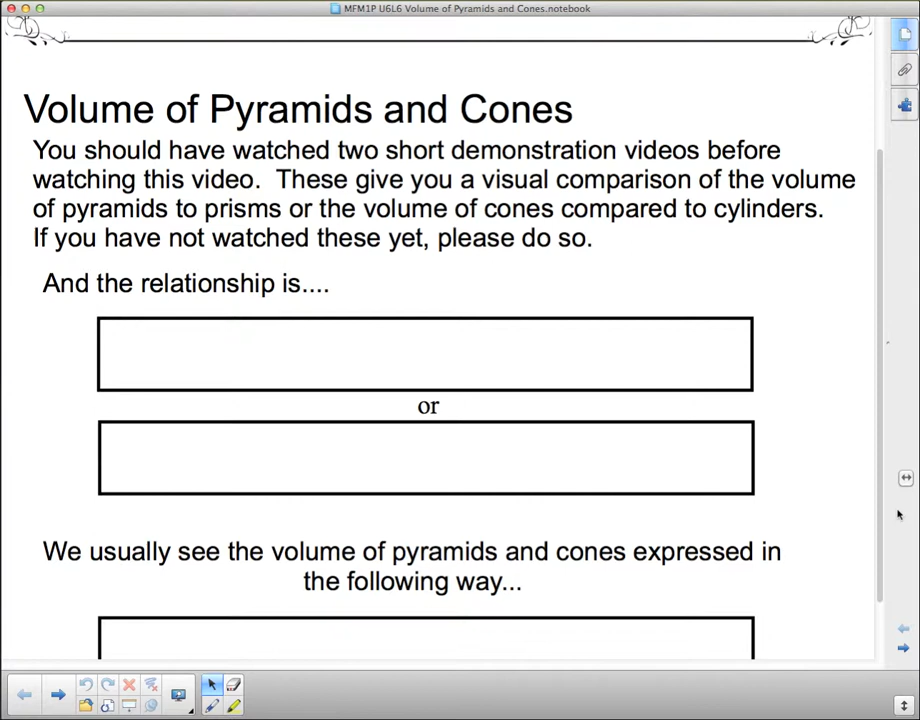 MFM1P U6L6 Volume of Pyramids and Cones.notebook
Volume of Pyramids and Cones
You should have watched two short demonstration videos before
watching this video.  These give you a visual comparison of the volume
of pyramids to prisms or the volume of cones compared to cylinders.
If you have not watched these yet, please do so.
And the relationship is....
or
We usually see the volume of pyramids and cones expressed in
the following way...